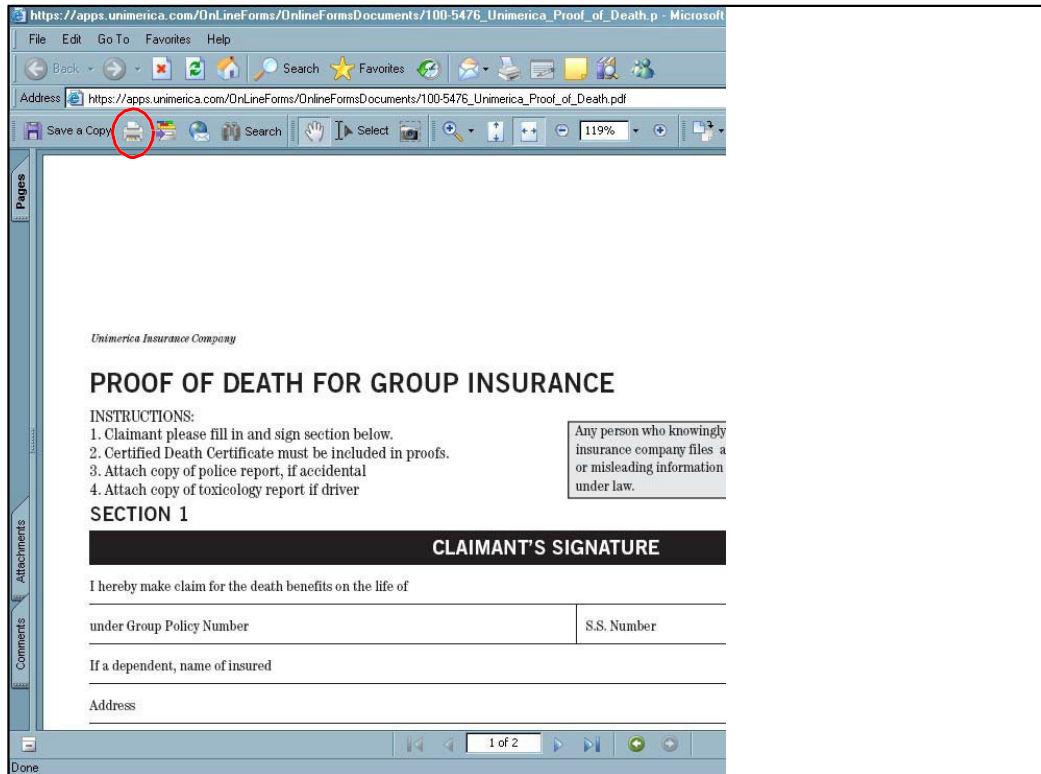 https://apps.unimerica.com/OnLineForms/OnlineFormsDocuments/100-5476_Unimerica_Proof_of_Death.p - Microsoft
File Edit Go To Favorites Help
Back Search Favorites
Address https://apps.unimerica.com/OnLineForms/OnlineFormsDocuments/100-5476_Unimerica_Proof_of_Death.pdf
Save a Copy Search Select 119%
Pages
Unimerica Insurance Company
PROOF OF DEATH FOR GROUP INSURANCE
INSTRUCTIONS:
1. Claimant please fill in and sign section below.
2. Certified Death Certificate must be included in proofs.
3. Attach copy of police report, if accidental
4. Attach copy of toxicology report if driver
Any person who knowingly
insurance company files a
or misleading information
under law.
SECTION 1
Attachments
CLAIMANT'S SIGNATURE
I hereby make claim for the death benefits on the life of
under Group Policy Number S.S. Number
Comments
If a dependent, name of insured
Address
1 of 2
Done